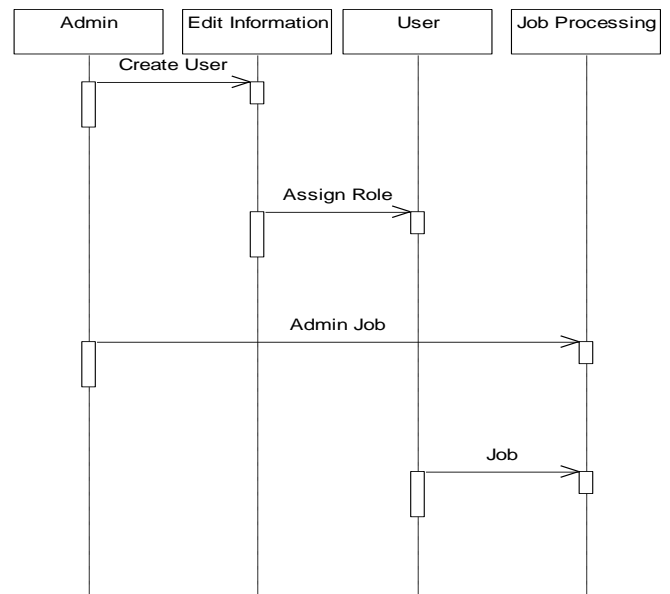 Admin
Edit Information
User
Job Processing
Create User
Assign Role
Admin Job
Job